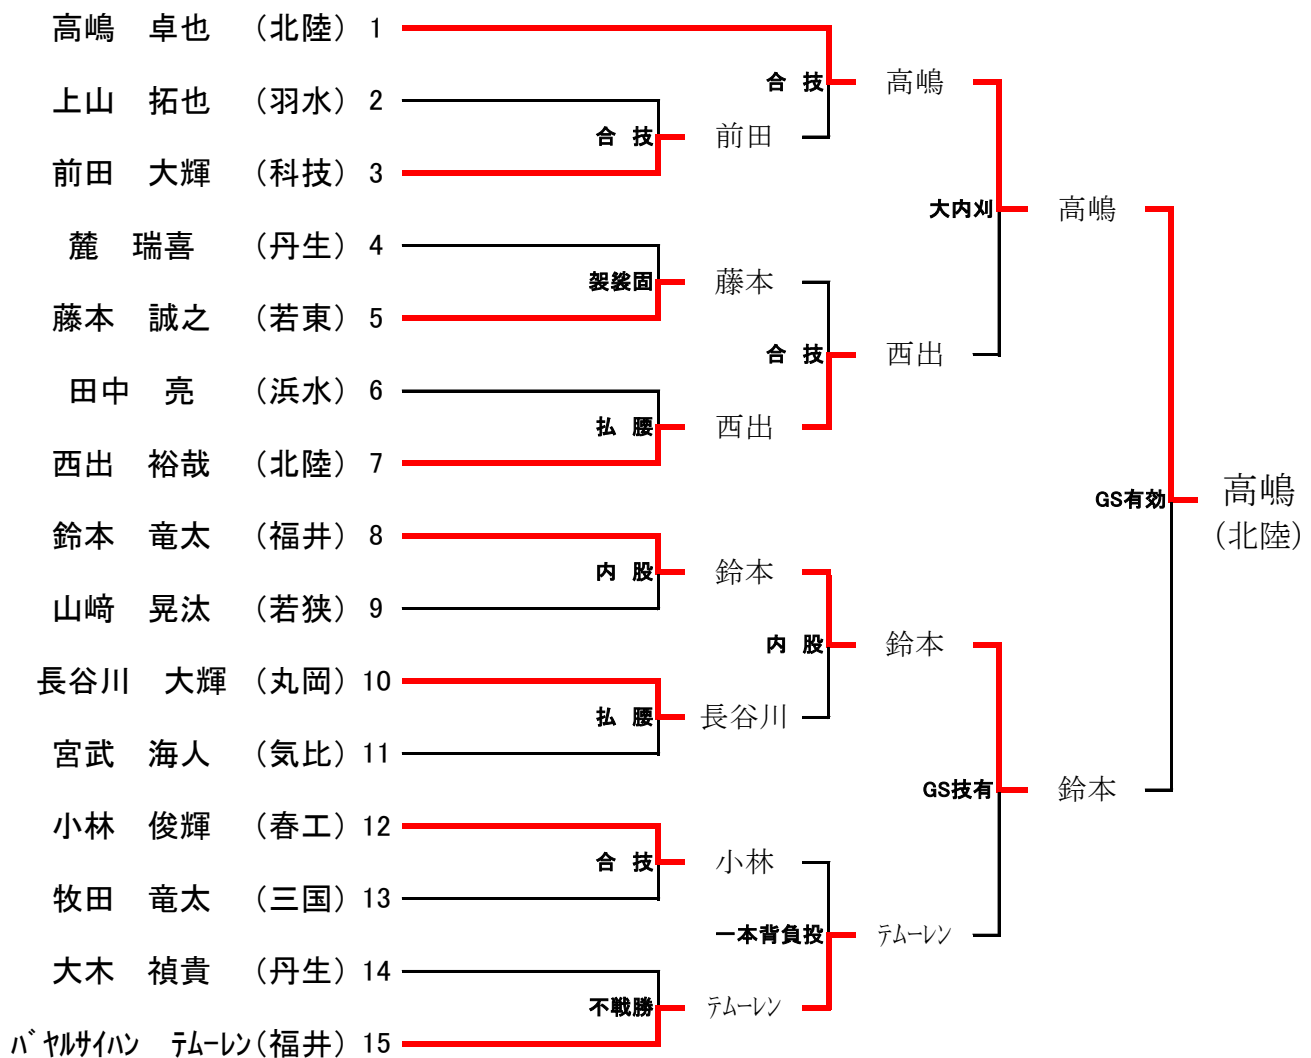 高嶋　卓也　（北陸） 1
上山　拓也　（羽水） 2
前田　大輝　（科技） 3
麓　瑞喜　（丹生） 4
藤本　誠之　（若東） 5
田中　亮　（浜水） 6
西出　裕哉　（北陸） 7
鈴本　竜太　（福井） 8
山﨑　晃汰　（若狭） 9
長谷川　大輝　（丸岡） 10
宮武　海人　（気比） 11
小林　俊輝　（春工） 12
牧田　竜太　（三国） 13
大木　禎貴　（丹生） 14
ﾊﾞﾔﾙｻｲﾊﾝ　ﾃﾑｰﾚﾝ（福井） 15
合 技
前田
袈裟固
藤本
払 腰
西出
内 股
鈴本
払 腰
長谷川
合 技
小林
不戦勝
ﾃﾑｰﾚﾝ
合 技
高嶋
合 技
西出
内 股
鈴本
一本背負投
ﾃﾑｰﾚﾝ
大内刈
高嶋
GS技有
鈴本
GS有効
高嶋
（北陸）